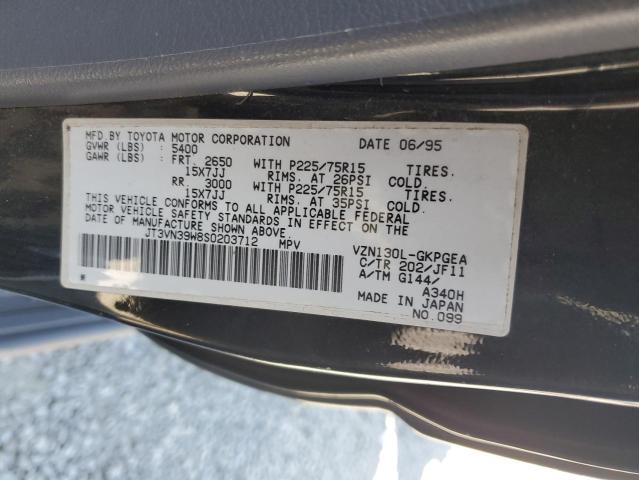 MFD.BY TOYOTA MOTOR CORPORATION DATE 06/95
GVWR (LBS) : 5400
GAWR (LBS) : FRT. 2650 WITH P225/75R15 TIRES.
15X7JJ RIMS. AT 26PSI COLD.
RR. 3000 WITH P225/75R15 TIRES.
15X7JJ RIMS. AT 35PSI COLD.
THIS VEHICLE CONFORMS TO ALL APPLICABLE FEDERAL
MOTOR VEHICLE SAFETY STANDARDS IN EFFECT ON THE
DATE OF MANUFACTURE SHOWN ABOVE.
JT3VN39W8S0203712 MPV
VZN130L-GKPGEA
C/TR 202/JF11
A/TM G144/
A340H
MADE IN JAPAN
NO.099